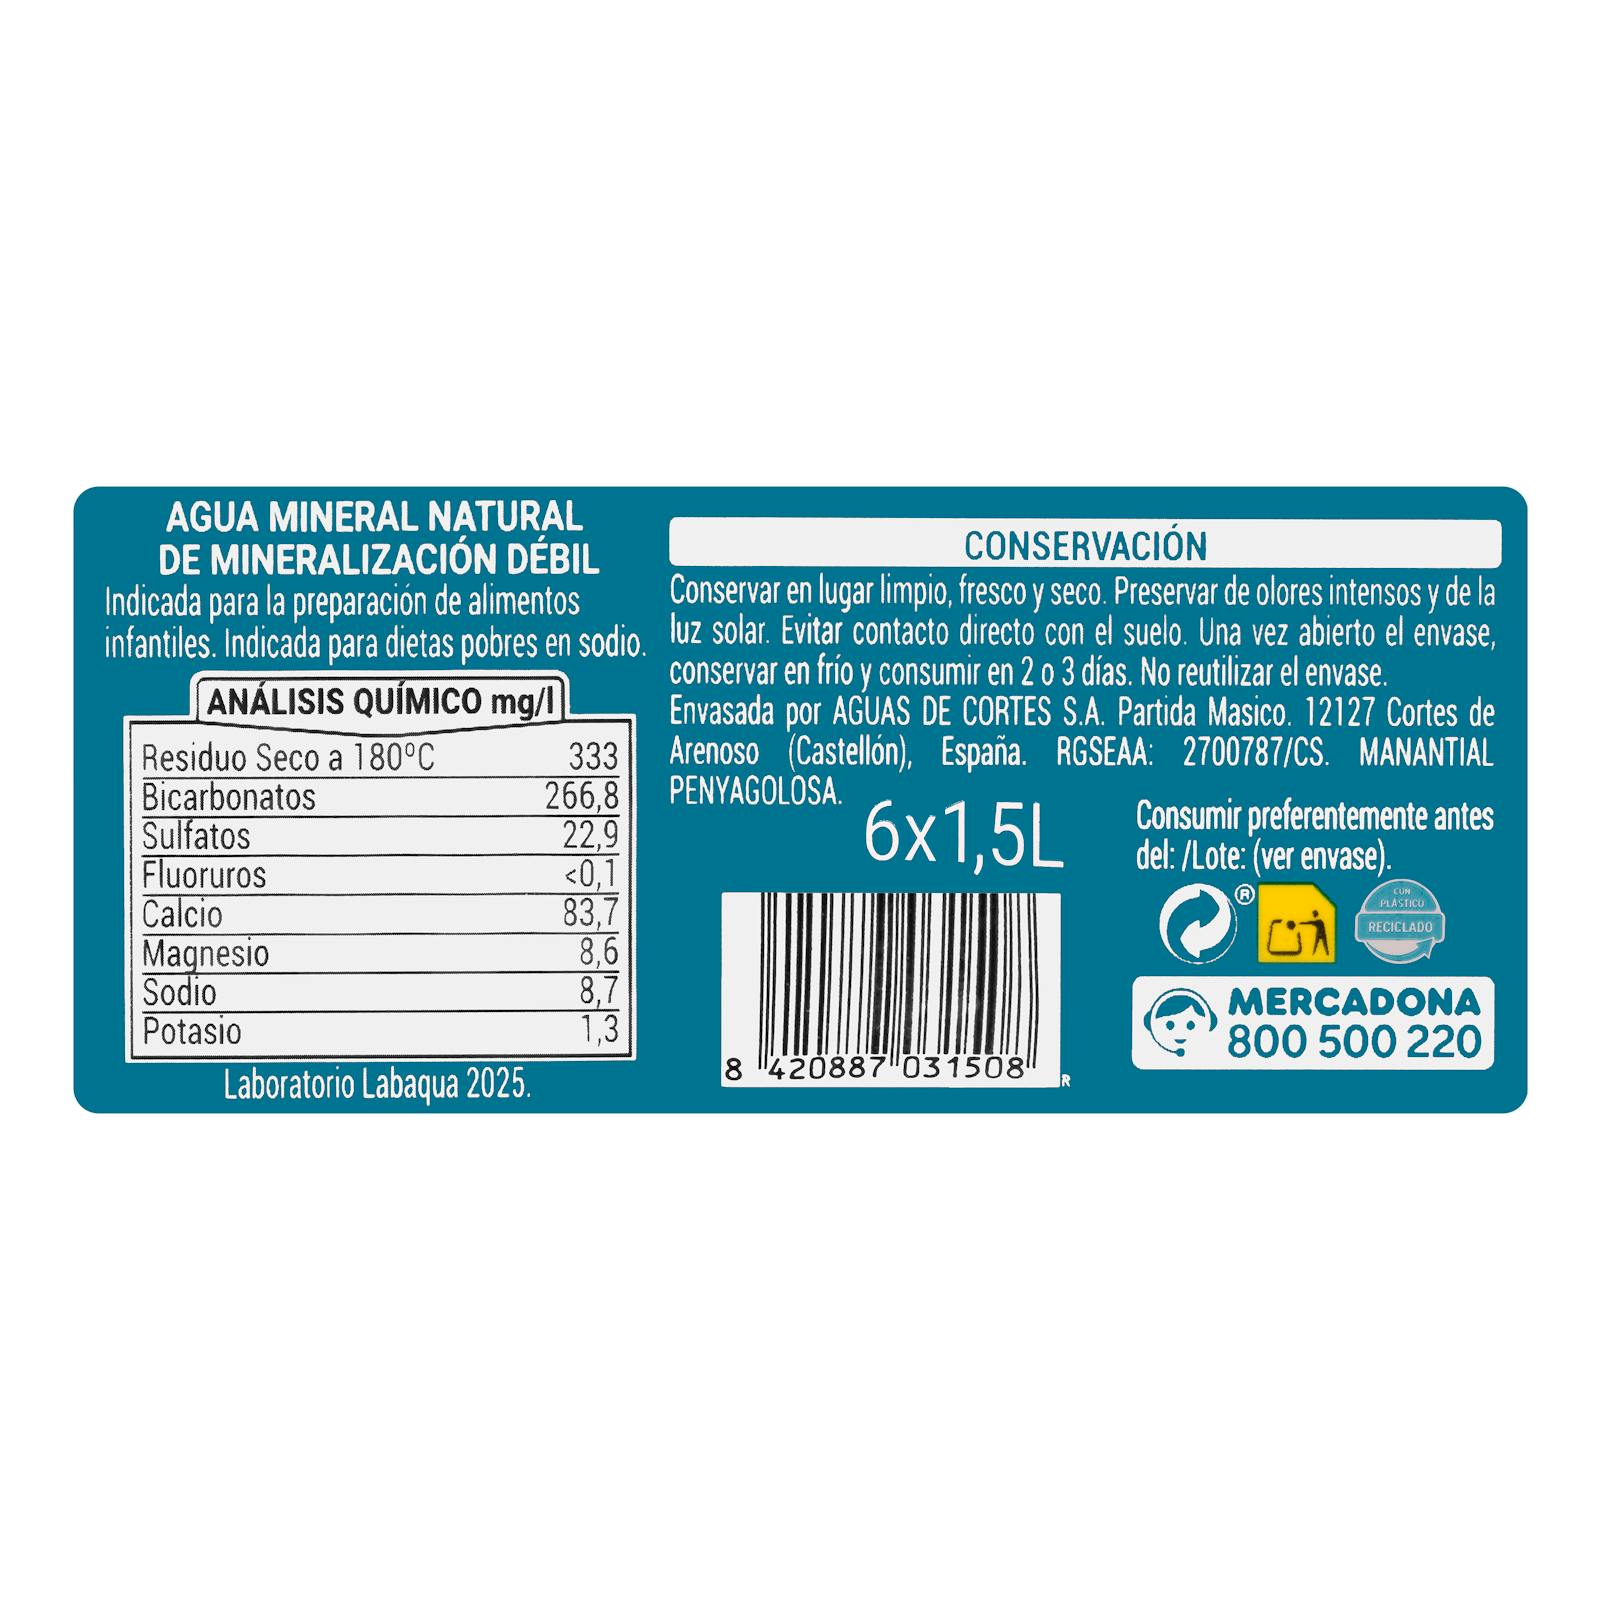 AGUA MINERAL NATURAL
DE MINERALIZACIÓN DÉBIL
Indicada para la preparación de alimentos
infantiles. Indicada para dietas pobres en sodio.
ANÁLISIS QUÍMICO mg/l
Residuo Seco a 180ºC 333
Bicarbonatos 266,8
Sulfatos 22,9
Fluoruros <0,1
Calcio 83,7
Magnesio 8,6
Sodio 8,7
Potasio 1,3
Laboratorio Labaqua 2025.
CONSERVACIÓN
Conservar en lugar limpio, fresco y seco. Preservar de olores intensos y de la
luz solar. Evitar contacto directo con el suelo. Una vez abierto el envase,
conservar en frío y consumir en 2 o 3 días. No reutilizar el envase.
Envasada por AGUAS DE CORTES S.A. Partida Masico. 12127 Cortes de
Arenoso (Castellón), España. RGSEAA: 2700787/CS. MANANTIAL
PENYAGOLOSA.
6x1,5L
8 420887 031508
R
Consumir preferentemente antes
del: /Lote: (ver envase).
®
CON
PLÁSTICO
RECICLADO
MERCADONA
800 500 220